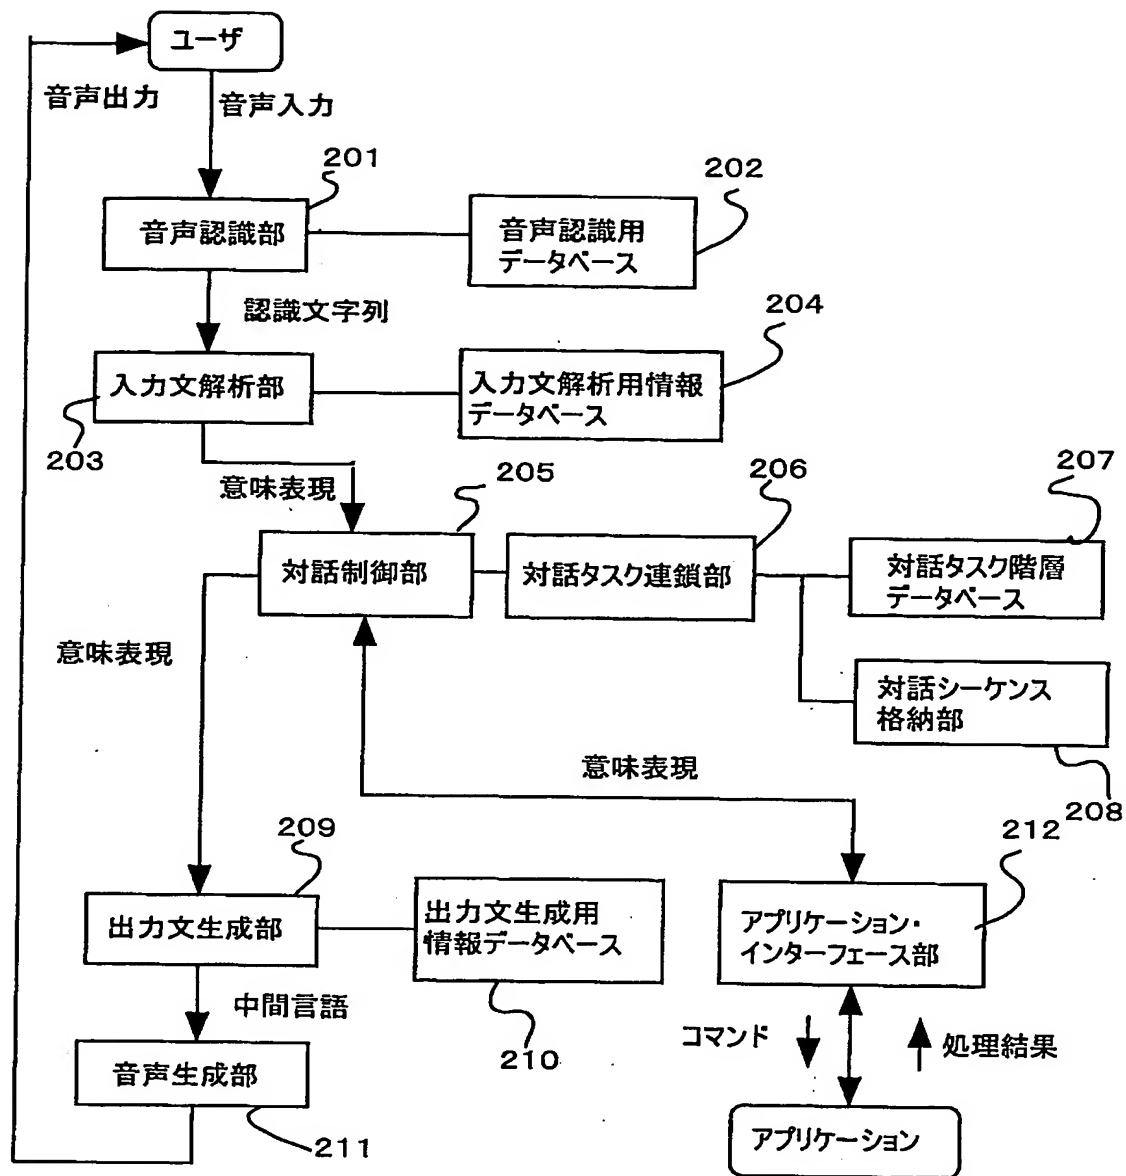 ユーザ
音声出力
音声入力
201
202
音声認識部
音声認識用
データベース
認識文字列
204
入力文解析部
入力文解析用情報
データベース
203
意味表現
205
206
207
対話制御部
対話タスク連鎖部
対話タスク階層
データベース
意味表現
対話シーケンス
格納部
意味表現
208
209
212
出力文生成部
出力文生成用
情報データベース
アプリケーション・
インターフェース部
中間言語
210
コマンド
処理結果
音声生成部
211
アプリケーション